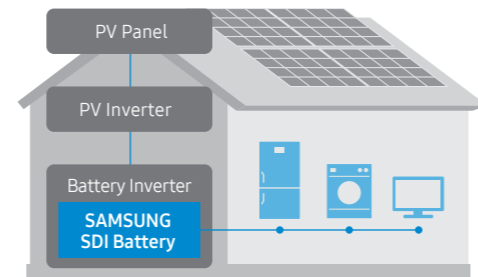 PV Panel
PV Inverter
Battery Inverter
SAMSUNG
SDI Battery